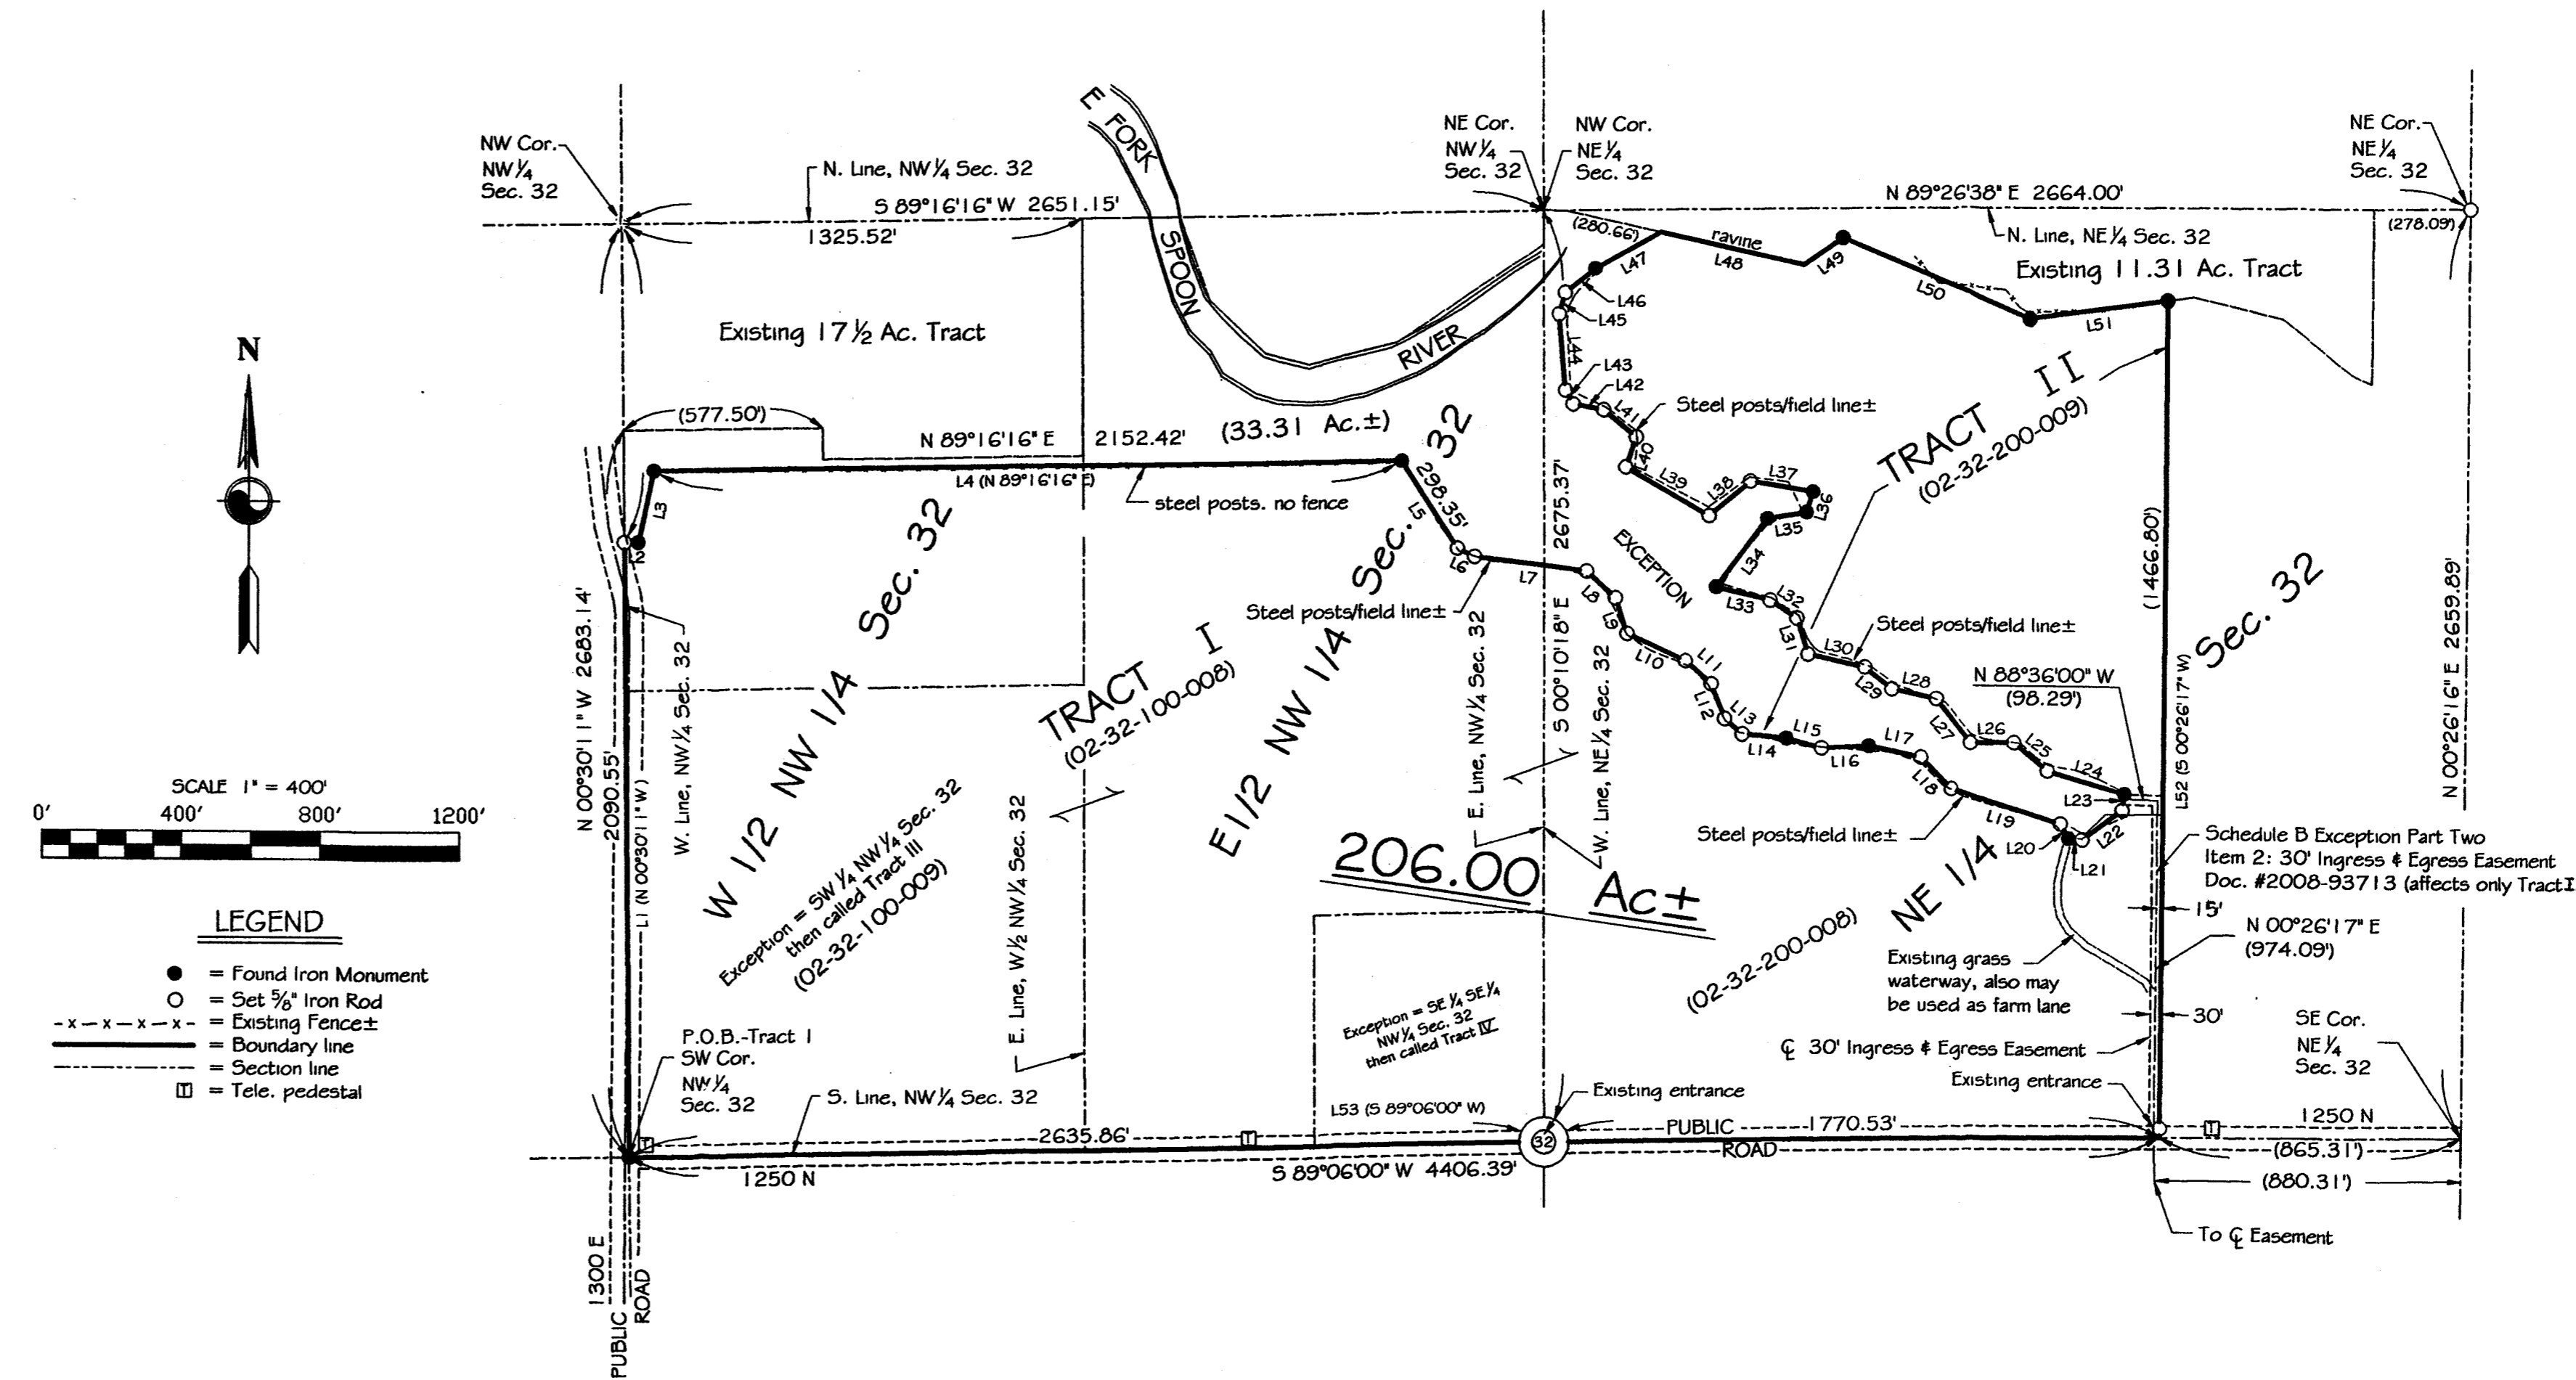 NW Cor.
NW 1/4
Sec. 32
N. Line, NW 1/4 Sec. 32
S 89°16'16" W 2651.15'
1325.52'
E FORK
SPOON
RIVER
NE Cor.
NW 1/4
Sec. 32
NW Cor.
NE 1/4
Sec. 32
N 89°26'38" E 2664.00'
N. Line, NE 1/4 Sec. 32
NE Cor.
NE 1/4
Sec. 32
(278.09')
(280.66')
ravine
L46
L47
L48
L49
L50
L51
Existing 11.31 Ac. Tract
L45
L44
L43
L42
L41
L40
L39
L38
L37
L36
L35
L34
L33
L32
L31
L30
L29
L28
L27
L26
L25
L24
L23
L22
L21
L20
L19
L18
L17
L16
L15
L14
L13
L12
L11
L10
L9
L8
L7
L6
L5
298.35'
Existing 17 1/2 Ac. Tract
(577.50')
N 89°16'16" E 2152.42' (33.31 Ac.±)
L4 (N 89°16'16" E)
steel posts. no fence
L3
L2
N
SCALE 1" = 400'
0' 400' 800' 1200'
LEGEND
= Found Iron Monument
= Set 5/8" Iron Rod
-x-x-x-x- = Existing Fence±
= Boundary line
= Section line
T = Tele. pedestal
N 00°30'11" W 2683.14'
2090.55'
L1 (N 00°30'11" W)
W. Line, NW 1/4 Sec. 32
W 1/2 NW 1/4 Sec. 32
Exception = SW 1/4 NW 1/4 Sec. 32
then called Tract III
(02-32-100-009)
TRACT I
(02-32-100-008)
E 1/2 NW 1/4 Sec. 32
E. Line, W 1/2 NW 1/4 Sec. 32
Steel posts/field line±
E. Line, NW 1/4 Sec. 32
S 00°10'18" E 2675.37'
W. Line, NE 1/4 Sec. 32
EXCEPTION
Steel posts/field line±
TRACT II
(02-32-200-009)
Steel posts/field line±
N 88°36'00" W
(98.29')
(1466.80')
L52 (S 00°26'17" W)
Sec. 32
N 00°26'16" E 2659.89'
206.00 Ac±
Steel posts/field line±
NE 1/4
(02-32-200-008)
Schedule B Exception Part Two
Item 2: 30' Ingress & Egress Easement
Doc. #2008-93713 (affects only Tract I
15'
N 00°26'17" E
(974.09')
Existing grass
waterway, also may
be used as farm lane
30'
℄ 30' Ingress & Egress Easement
Existing entrance
SE Cor.
NE 1/4
Sec. 32
Exception = SE 1/4 SE 1/4
NW 1/4 Sec. 32
then called Tract IV
P.O.B.-Tract I
SW Cor.
NW 1/4
Sec. 32
S. Line, NW 1/4 Sec. 32
Existing entrance
L53 (S 89°06'00" W)
T
2635.86'
T
32
PUBLIC
ROAD
1770.53'
T
1250 N
(865.31')
1250 N
S 89°06'00" W 4406.39'
(880.31')
To ℄ Easement
1300 E
PUBLIC
ROAD